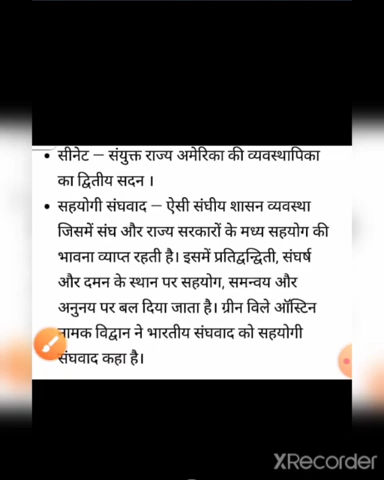 • सीनेट – संयुक्त राज्य अमेरिका की व्यवस्थापिका
का द्वितीय सदन ।
• सहयोगी संघवाद – ऐसी संघीय शासन व्यवस्था
जिसमें संघ और राज्य सरकारों के मध्य सहयोग की
भावना व्याप्त रहती है। इसमें प्रतिद्वन्द्विती, संघर्ष
और दमन के स्थान पर सहयोग, समन्वय और
अनुनय पर बल दिया जाता है। ग्रीन विले ऑस्टिन
नामक विद्वान ने भारतीय संघवाद को सहयोगी
संघवाद कहा है।
XRecorder